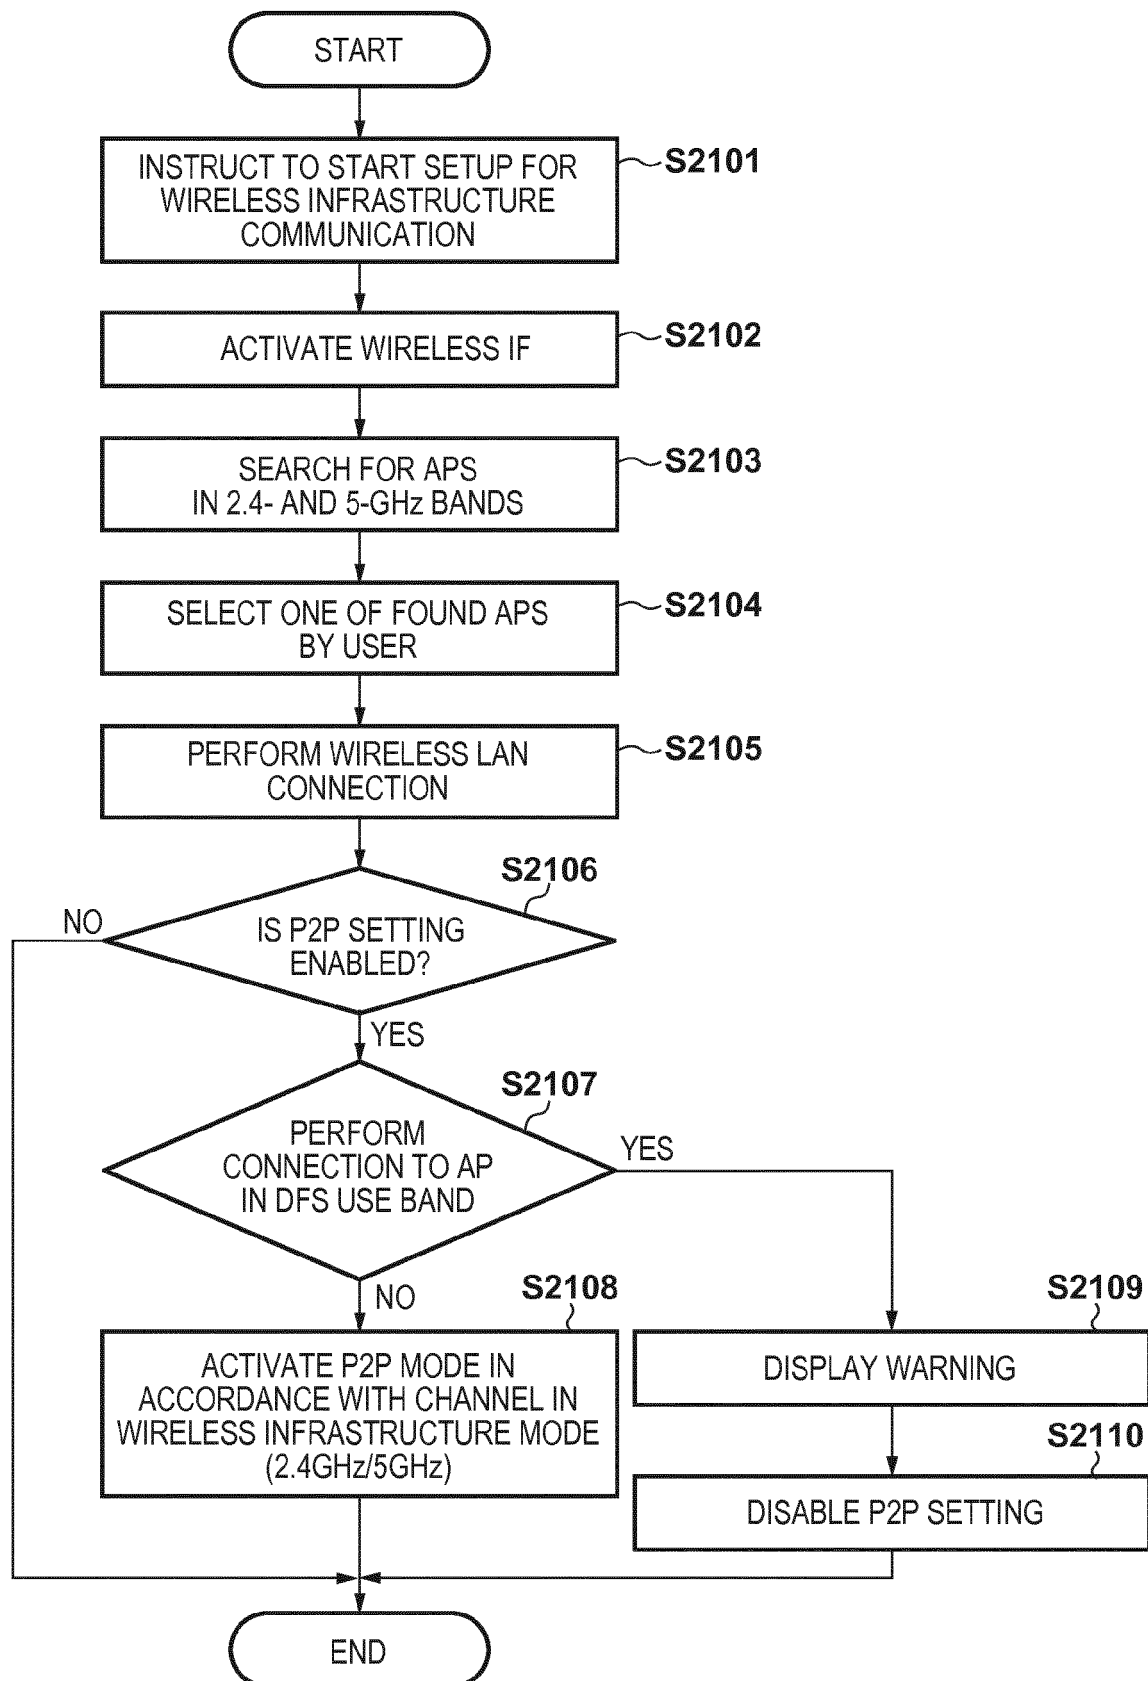 START
INSTRUCT TO START SETUP FOR
WIRELESS INFRASTRUCTURE
COMMUNICATION
S2101
ACTIVATE WIRELESS IF
S2102
SEARCH FOR APS
IN 2.4- AND 5-GHz BANDS
S2103
SELECT ONE OF FOUND APS
BY USER
S2104
PERFORM WIRELESS LAN
CONNECTION
S2105
S2106
NO
IS P2P SETTING
ENABLED?
YES
S2107
PERFORM
CONNECTION TO AP
IN DFS USE BAND
YES
NO
S2108
ACTIVATE P2P MODE IN
ACCORDANCE WITH CHANNEL IN
WIRELESS INFRASTRUCTURE MODE
(2.4GHz/5GHz)
S2109
DISPLAY WARNING
S2110
DISABLE P2P SETTING
END